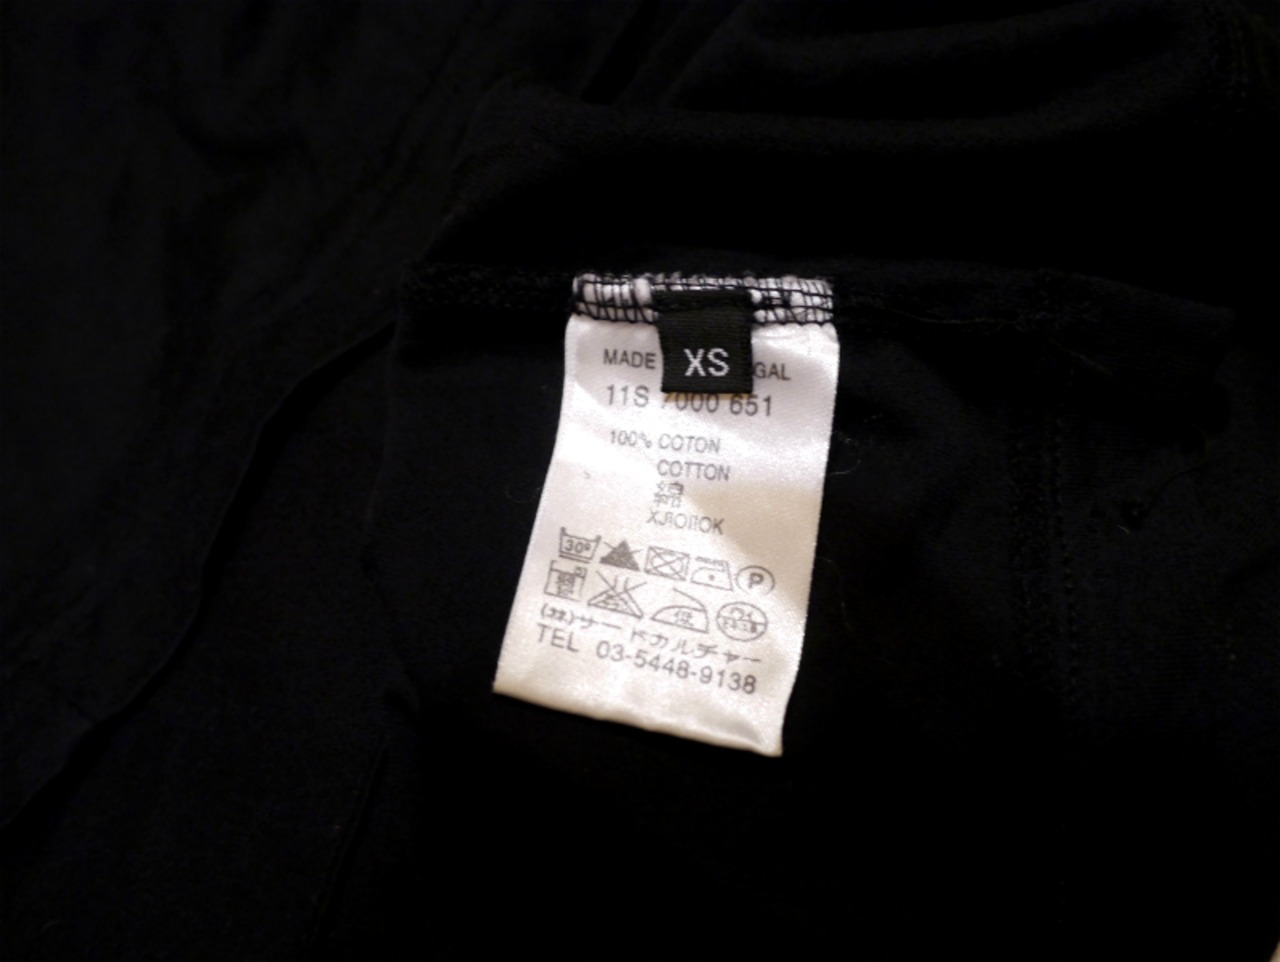 XS
MADE GAL
11S 7000 651
100% COTON
COTTON
綿
ХЛОПОК
30° P
(株)サードカルチャー
TEL 03-5448-9138